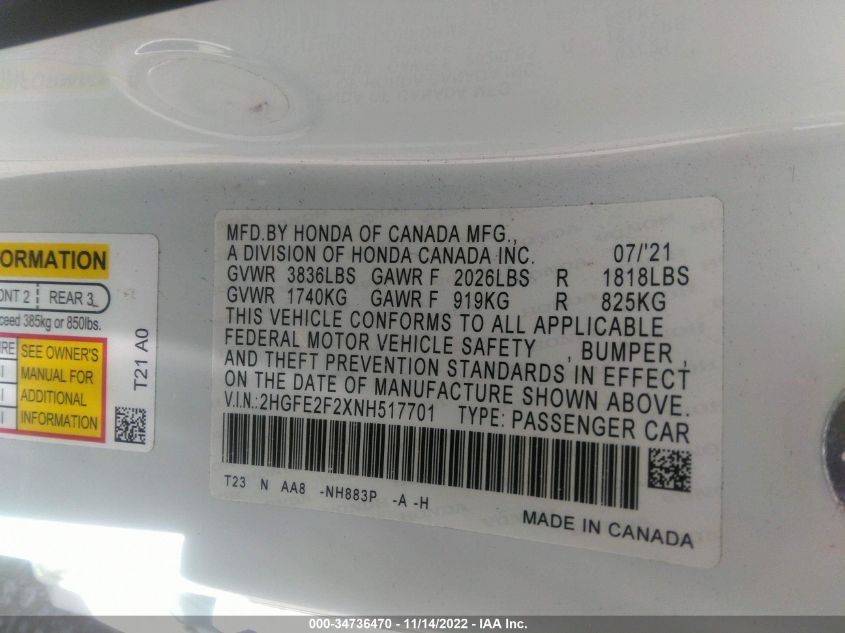 MFD.BY HONDA OF CANADA MFG.,
A DIVISION OF HONDA CANADA INC. 07/'21
GVWR 3836LBS GAWR F 2026LBS R 1818LBS
GVWR 1740KG GAWR F 919KG R 825KG
THIS VEHICLE CONFORMS TO ALL APPLICABLE
FEDERAL MOTOR VEHICLE SAFETY , BUMPER ,
AND THEFT PREVENTION STANDARDS IN EFFECT
ON THE DATE OF MANUFACTURE SHOWN ABOVE.
V.I.N.:2HGFE2F2XNH517701 TYPE: PASSENGER CAR
T23 N AA8 -NH883P -A -H
MADE IN CANADA
ORMATION
ONT 2 REAR 3
ceed 385kg or 850lbs.
RE SEE OWNER'S
MANUAL FOR
ADDITIONAL
INFORMATION
T21 A0
000-34736470 - 11/14/2022 - IAA Inc.